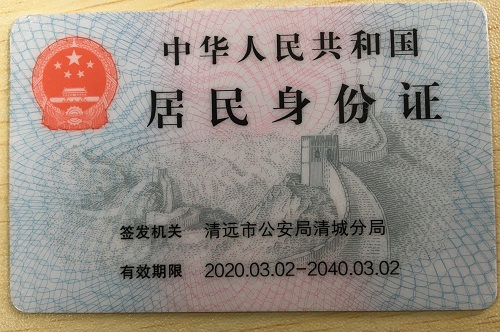 中华人民共和国
居民身份证
签发机关 清远市公安局清城分局
有效期限 2020.03.02-2040.03.02